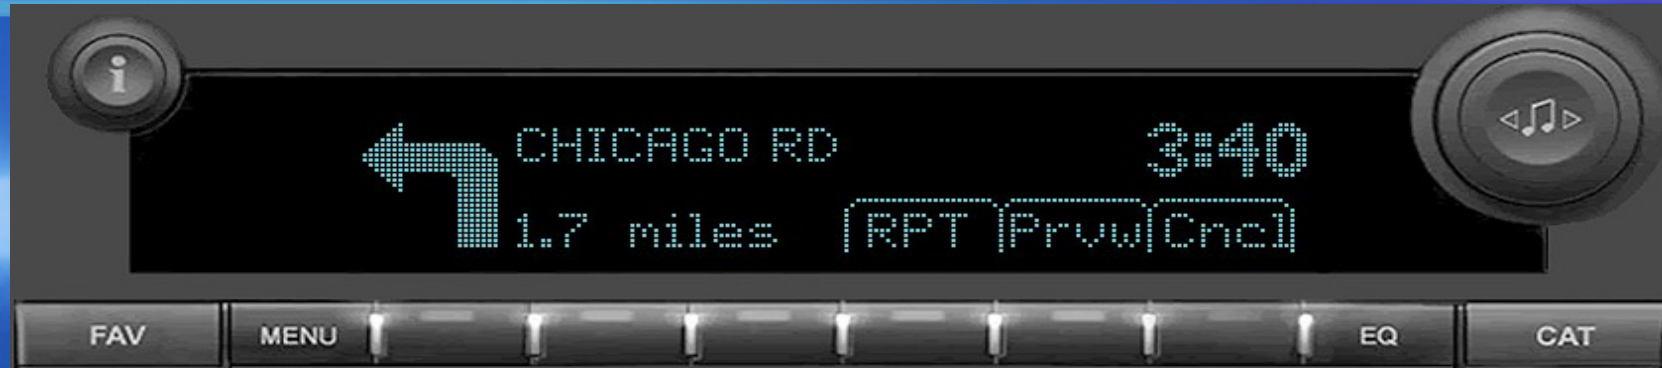 CHICAGO RD 3:40
1.7 miles RPT Prvw Cncl
FAV MENU EQ CAT